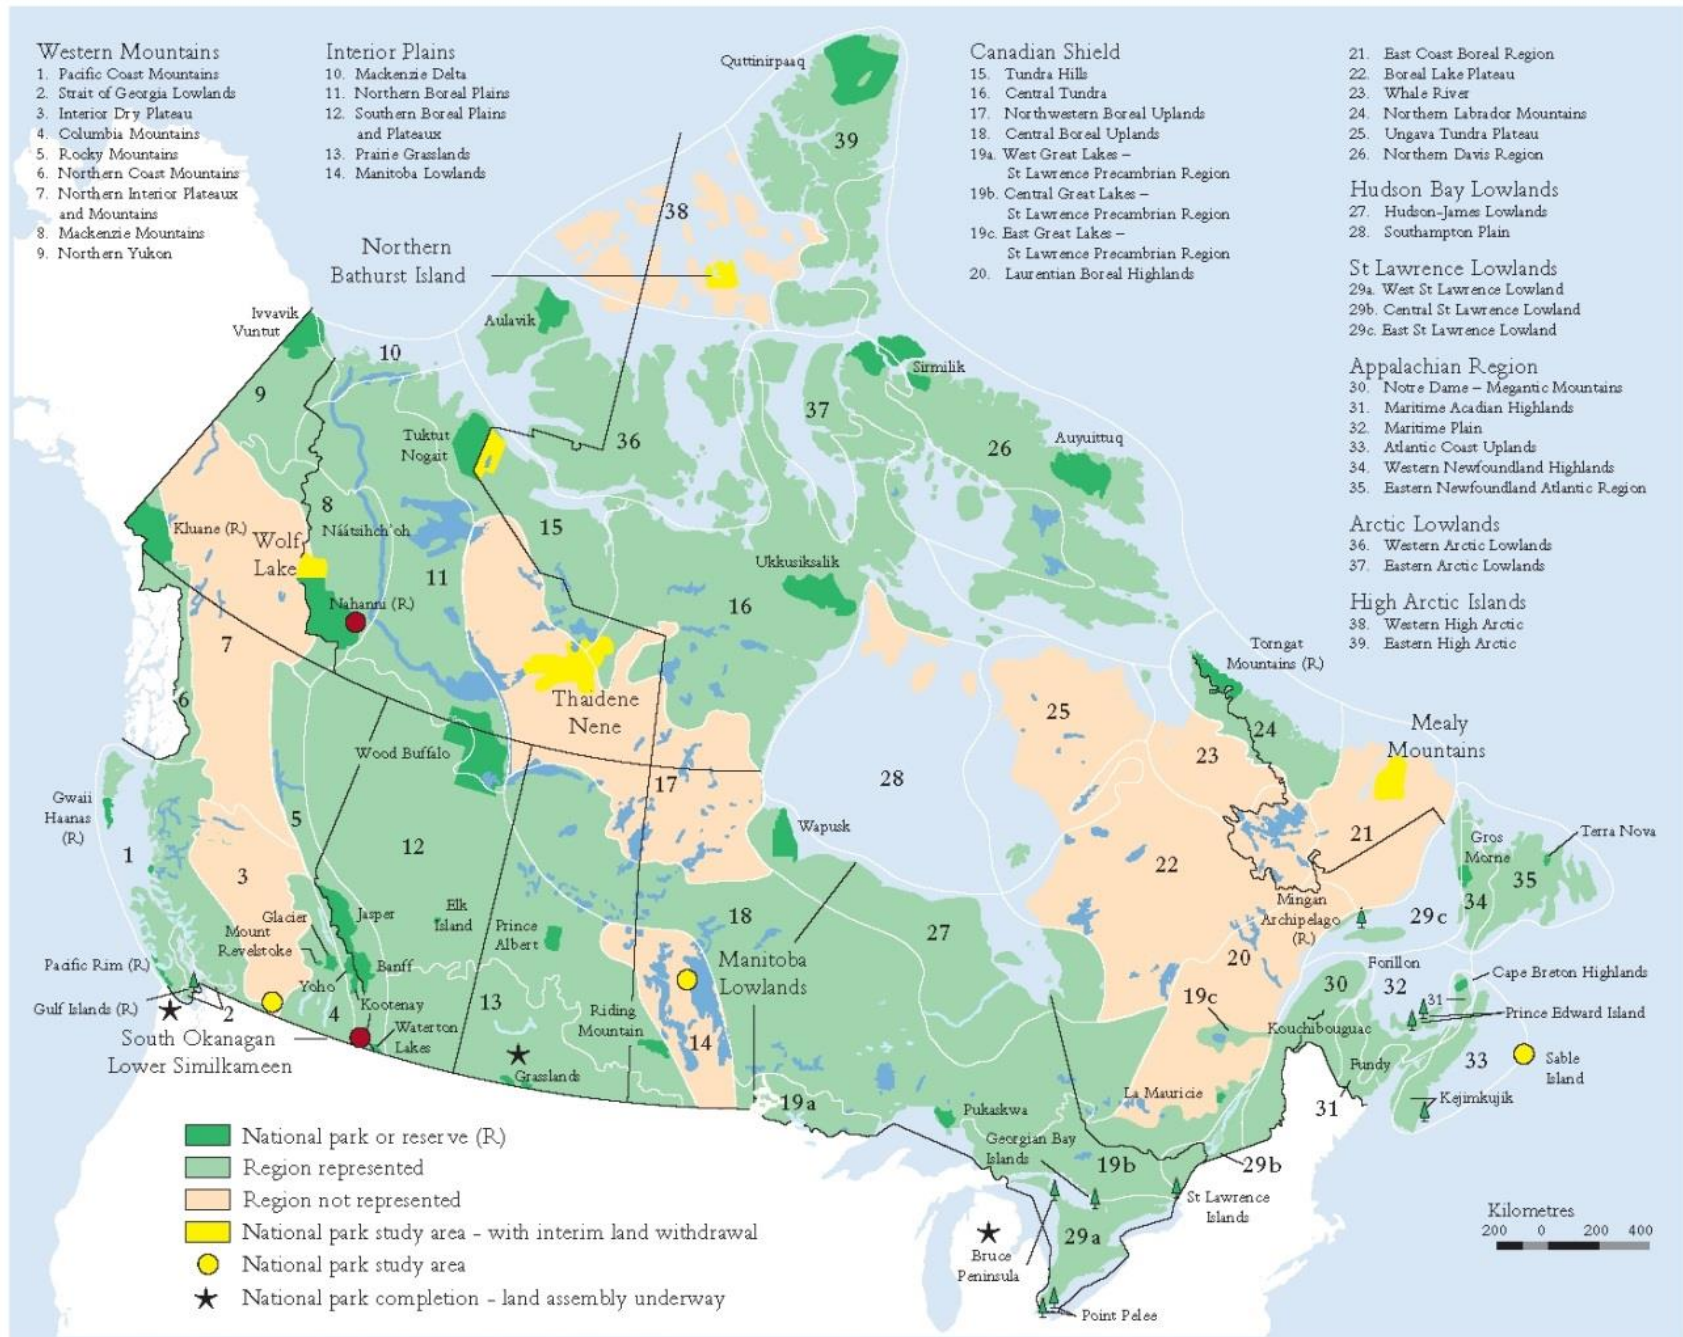 Western Mountains
1. Pacific Coast Mountains
2. Strait of Georgia Lowlands
3. Interior Dry Plateau
4. Columbia Mountains
5. Rocky Mountains
6. Northern Coast Mountains
7. Northern Interior Plateaux
and Mountains
8. Mackenzie Mountains
9. Northern Yukon
Interior Plains
10. Mackenzie Delta
11. Northern Boreal Plains
12. Southern Boreal Plains
and Plateaux
13. Prairie Grasslands
14. Manitoba Lowlands
Canadian Shield
15. Tundra Hills
16. Central Tundra
17. Northwestern Boreal Uplands
18. Central Boreal Uplands
19a. West Great Lakes –
St Lawrence Precambrian Region
19b. Central Great Lakes –
St Lawrence Precambrian Region
19c. East Great Lakes –
St Lawrence Precambrian Region
20. Laurentian Boreal Highlands
21. East Coast Boreal Region
22. Boreal Lake Plateau
23. Whale River
24. Northern Labrador Mountains
25. Ungava Tundra Plateau
26. Northern Davis Region
Hudson Bay Lowlands
27. Hudson-James Lowlands
28. Southampton Plain
St Lawrence Lowlands
29a. West St Lawrence Lowland
29b. Central St Lawrence Lowland
29c. East St Lawrence Lowland
Appalachian Region
30. Notre Dame – Megantic Mountains
31. Maritime Acadian Highlands
32. Maritime Plain
33. Atlantic Coast Uplands
34. Western Newfoundland Highlands
35. Eastern Newfoundland Atlantic Region
Arctic Lowlands
36. Western Arctic Lowlands
37. Eastern Arctic Lowlands
High Arctic Islands
38. Western High Arctic
39. Eastern High Arctic
Quttinirpaaq
39
38
Northern
Bathurst Island
Ivvavik
Vuntut
Aulavik
10
Sirmilik
9
37
Tuktut
Nogait
36
26
Auyuittuq
8
Kluane (R)
Náátsihch'oh
15
Wolf
Lake
Ukkusiksalik
11
16
Nahanni (R)
7
Torngat
Mountains (R)
6
Thaidene
Nene
25
24
Mealy
Mountains
Wood Buffalo
23
28
17
Gwaii
Haanas
(R)
5
Wapusk
21
Gros
Morne
Terra Nova
1
12
22
3
35
Mingan
Archipelago
(R)
34
Glacier
Jasper
Elk
Island
18
29c
Mount
Revelstoke
Prince
Albert
27
20
Pacific Rim (R)
Banff
Manitoba
Lowlands
Forillon
Cape Breton Highlands
Yoho
30
32
Gulf Islands (R)
Kootenay
13
19c
31
2
4
Riding
Mountain
Prince Edward Island
South Okanagan
Lower Similkameen
Waterton
Lakes
14
Kouchibouguac
33
Sable
Island
Grasslands
Fundy
19a
La Mauricie
31
Kejimkujik
Pukaskwa
Georgian Bay
Islands
19b
29b
St Lawrence
Islands
29a
Bruce
Peninsula
Point Pelee
National park or reserve (R)
Region represented
Region not represented
National park study area - with interim land withdrawal
National park study area
National park completion - land assembly underway
Kilometres
200 0 200 400